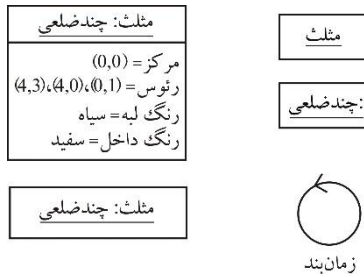 مثلث: چندضلعی
مرکز = (0,0)
رئوس = (0,1)،(4,0)،(4,3)
رنگ لبه = سیاه
رنگ داخل = سفید
مثلث
:چندضلعی
مثلث: چندضلعی
زمان‌بند